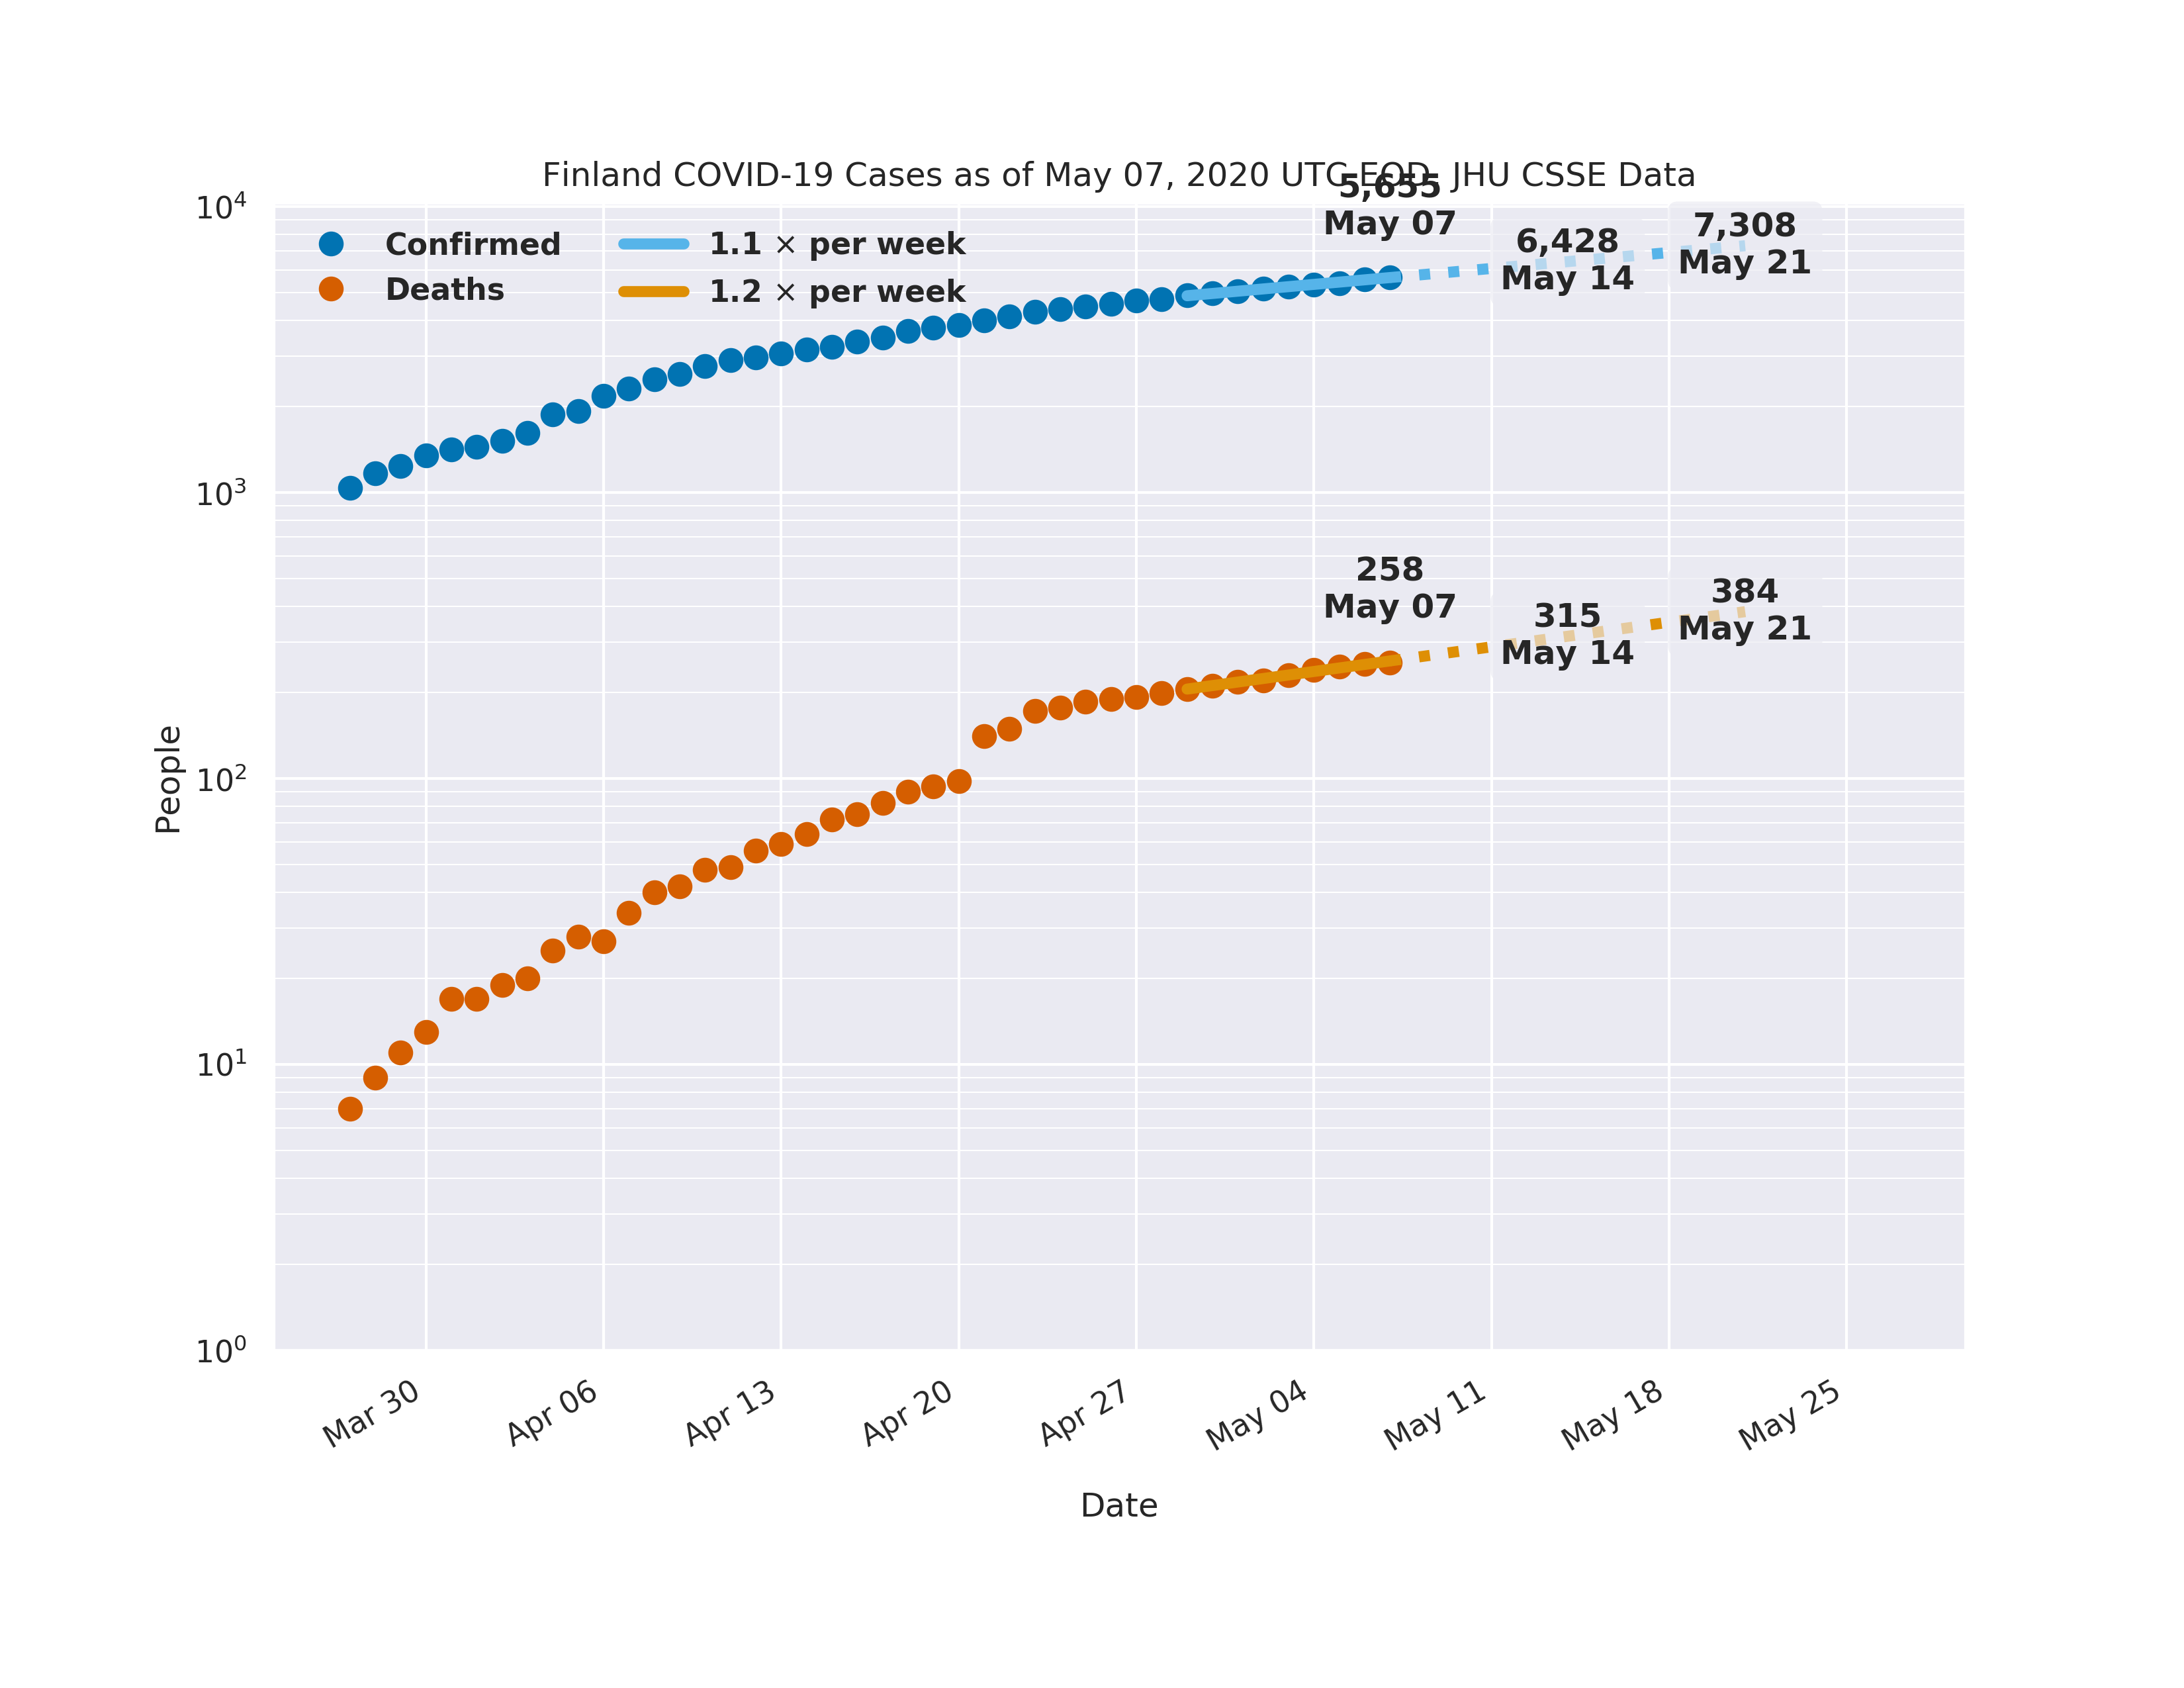 Finland COVID-19 Cases as of May 07, 2020 UTC EOD, JHU CSSE Data
5,655
May 07
6,428
May 14
7,308
May 21
Confirmed
Deaths
1.1 × per week
1.2 × per week
258
May 07
315
May 14
384
May 21
People
10⁴
10³
10²
10¹
10⁰
Mar 30
Apr 06
Apr 13
Apr 20
Apr 27
May 04
May 11
May 18
May 25
Date